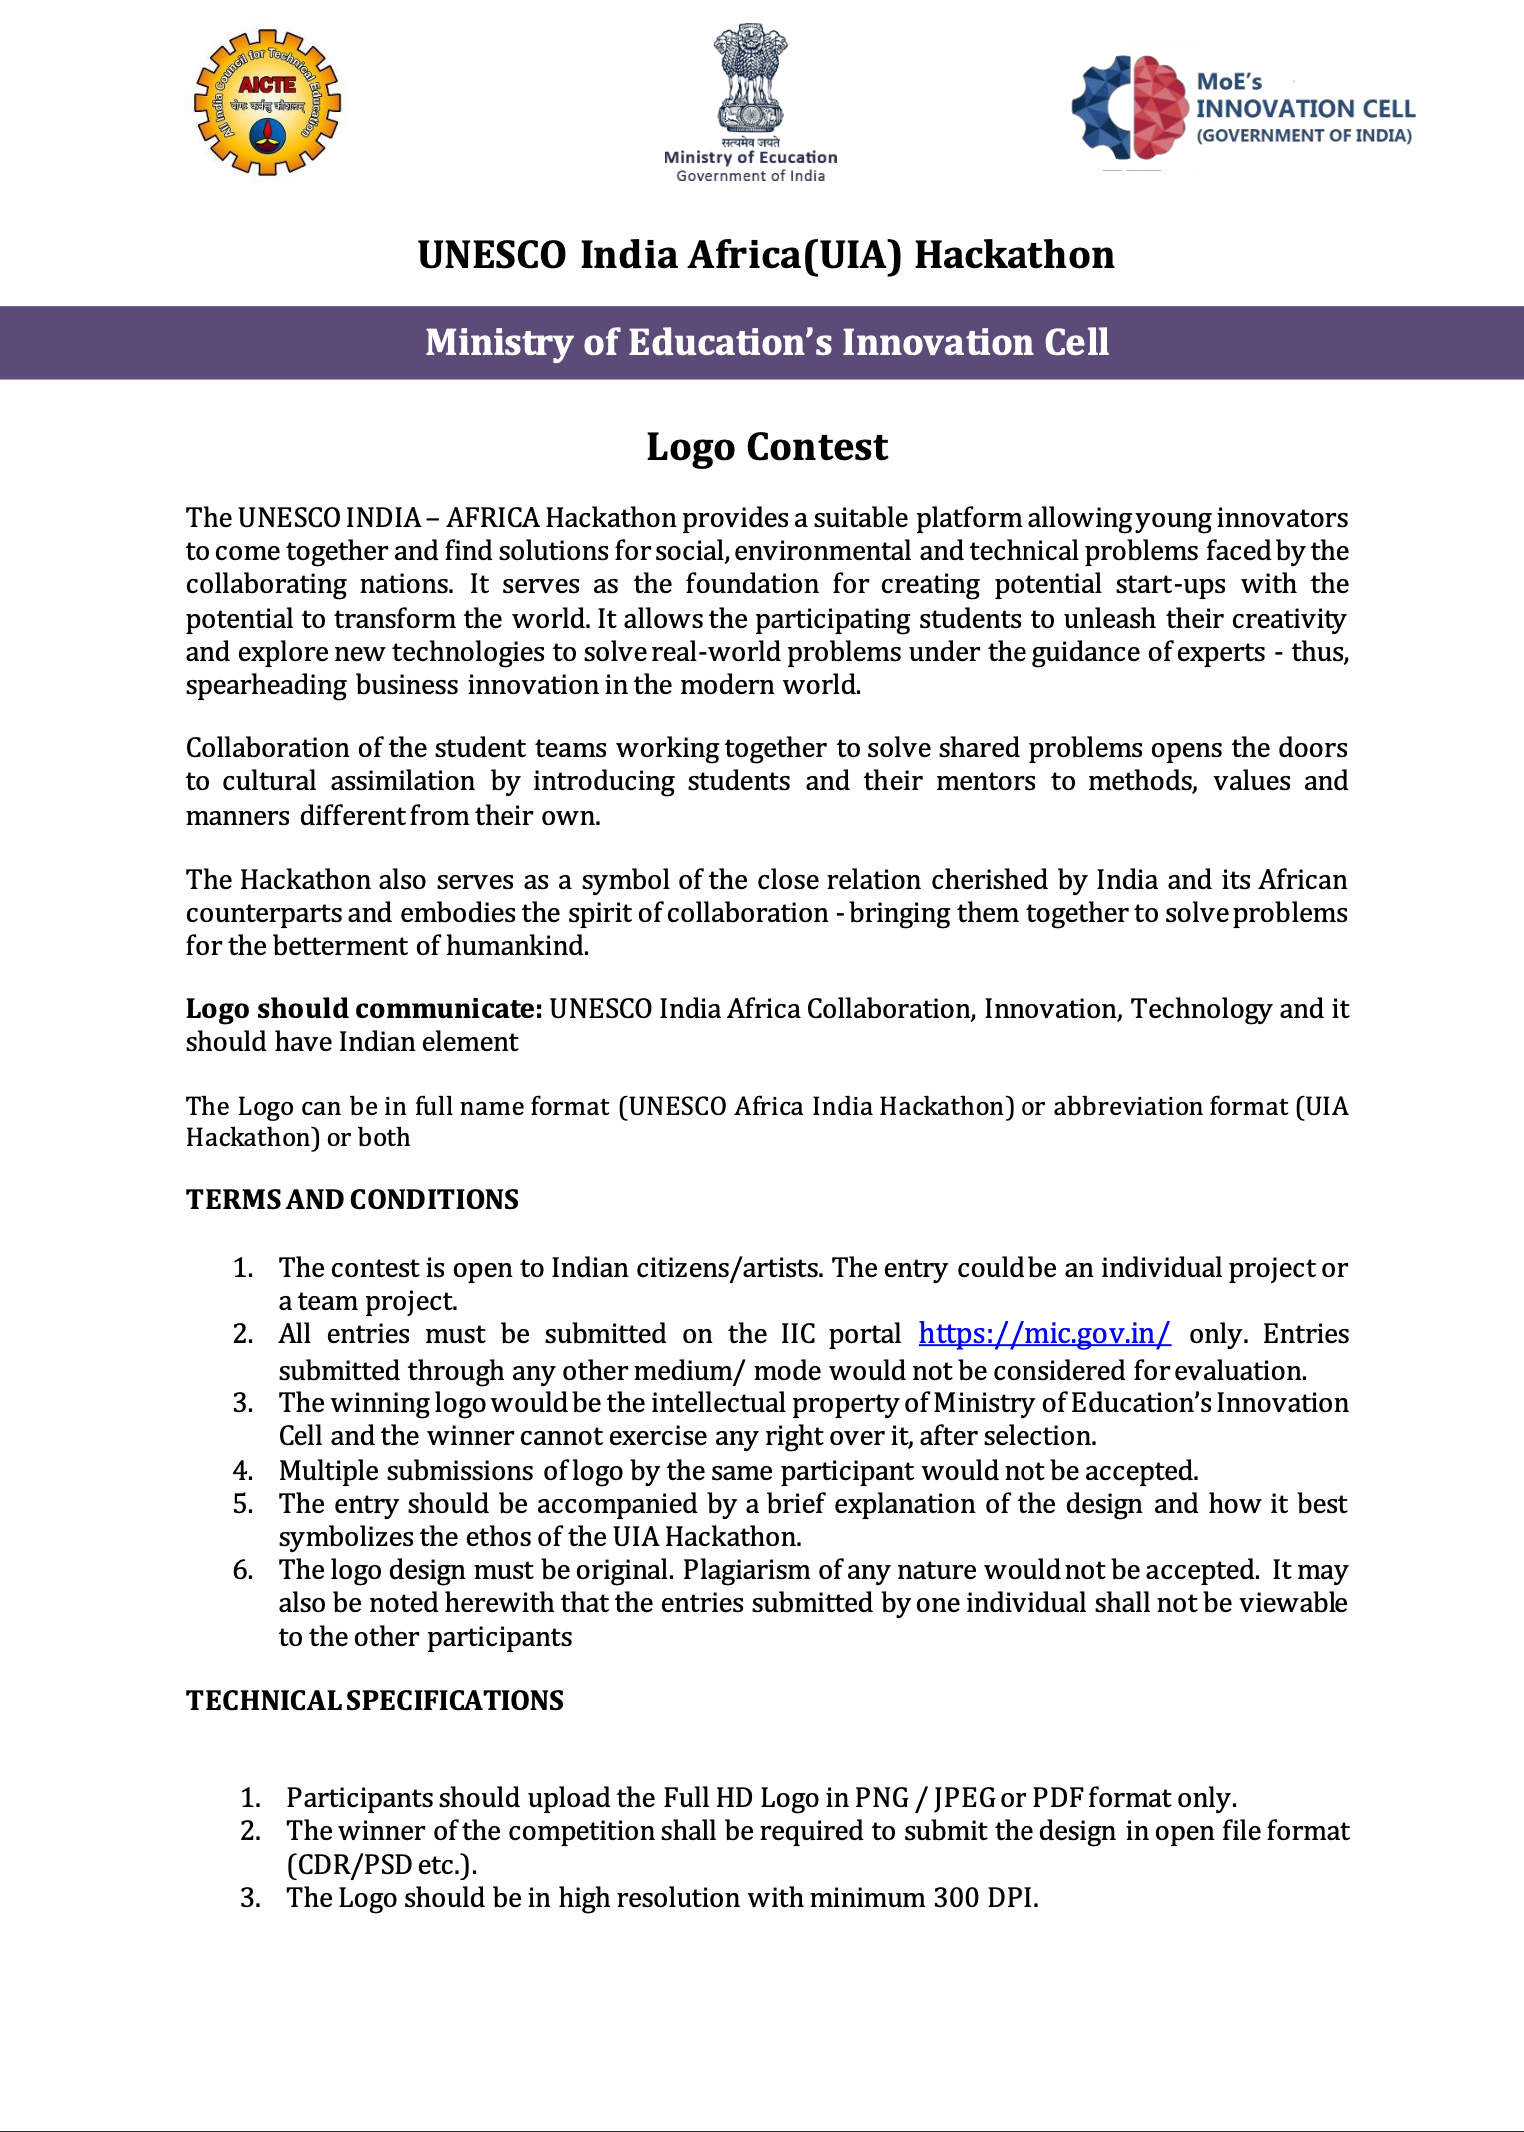 All India Council for Technical Education
AICTE
योगः कर्मसु कौशलम्
सत्यमेव जयते
Ministry of Ecucation
Government of India
MoE's
INNOVATION CELL
(GOVERNMENT OF INDIA)
UNESCO India Africa(UIA) Hackathon
Ministry of Education’s Innovation Cell
Logo Contest
The UNESCO INDIA – AFRICA Hackathon provides a suitable platform allowing young innovators
to come together and find solutions for social, environmental and technical problems faced by the
collaborating nations. It serves as the foundation for creating potential start-ups with the
potential to transform the world. It allows the participating students to unleash their creativity
and explore new technologies to solve real-world problems under the guidance of experts - thus,
spearheading business innovation in the modern world.
Collaboration of the student teams working together to solve shared problems opens the doors
to cultural assimilation by introducing students and their mentors to methods, values and
manners different from their own.
The Hackathon also serves as a symbol of the close relation cherished by India and its African
counterparts and embodies the spirit of collaboration - bringing them together to solve problems
for the betterment of humankind.
Logo should communicate: UNESCO India Africa Collaboration, Innovation, Technology and it
should have Indian element
The Logo can be in full name format (UNESCO Africa India Hackathon) or abbreviation format (UIA
Hackathon) or both
TERMS AND CONDITIONS
1. The contest is open to Indian citizens/artists. The entry could be an individual project or
a team project.
2. All entries must be submitted on the IIC portal https://mic.gov.in/ only. Entries
submitted through any other medium/ mode would not be considered for evaluation.
3. The winning logo would be the intellectual property of Ministry of Education’s Innovation
Cell and the winner cannot exercise any right over it, after selection.
4. Multiple submissions of logo by the same participant would not be accepted.
5. The entry should be accompanied by a brief explanation of the design and how it best
symbolizes the ethos of the UIA Hackathon.
6. The logo design must be original. Plagiarism of any nature would not be accepted. It may
also be noted herewith that the entries submitted by one individual shall not be viewable
to the other participants
TECHNICAL SPECIFICATIONS
1. Participants should upload the Full HD Logo in PNG / JPEG or PDF format only.
2. The winner of the competition shall be required to submit the design in open file format
(CDR/PSD etc.).
3. The Logo should be in high resolution with minimum 300 DPI.